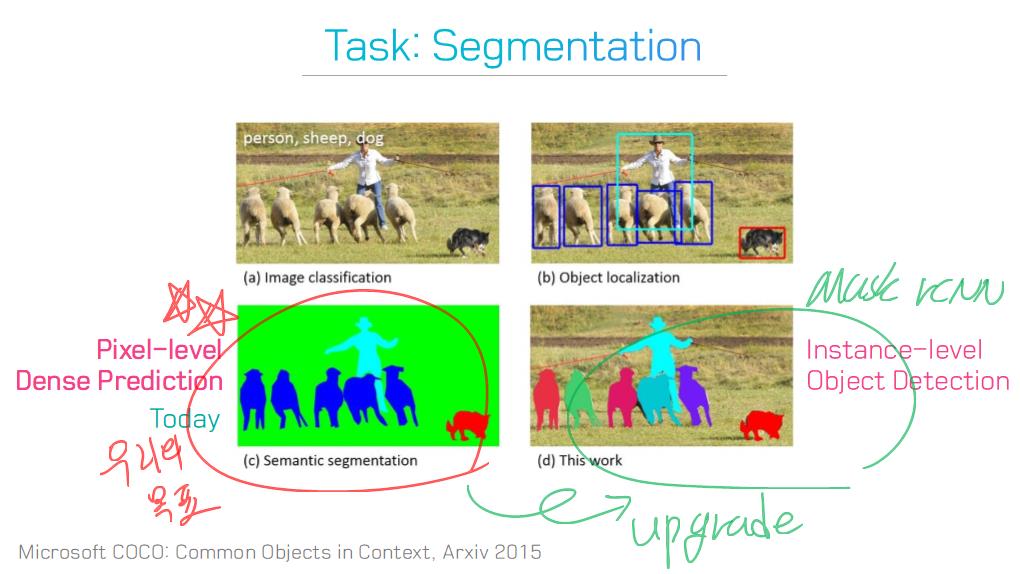 Task: Segmentation
person, sheep, dog
(a) Image classification
(b) Object localization
Mask rcnn
Pixel-level
Dense Prediction
Today
우리의
목표
Instance-level
Object Detection
(c) Semantic segmentation
(d) This work
upgrade
Microsoft COCO: Common Objects in Context, Arxiv 2015